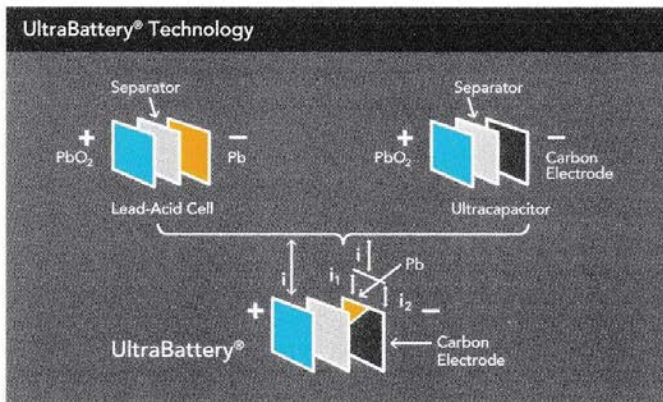 UltraBattery® Technology
Separator
+
PbO₂
−
Pb
Lead-Acid Cell
Separator
+
PbO₂
−
Carbon
Electrode
Ultracapacitor
i
i
i₁
Pb
i₂
+
−
UltraBattery®
Carbon
Electrode